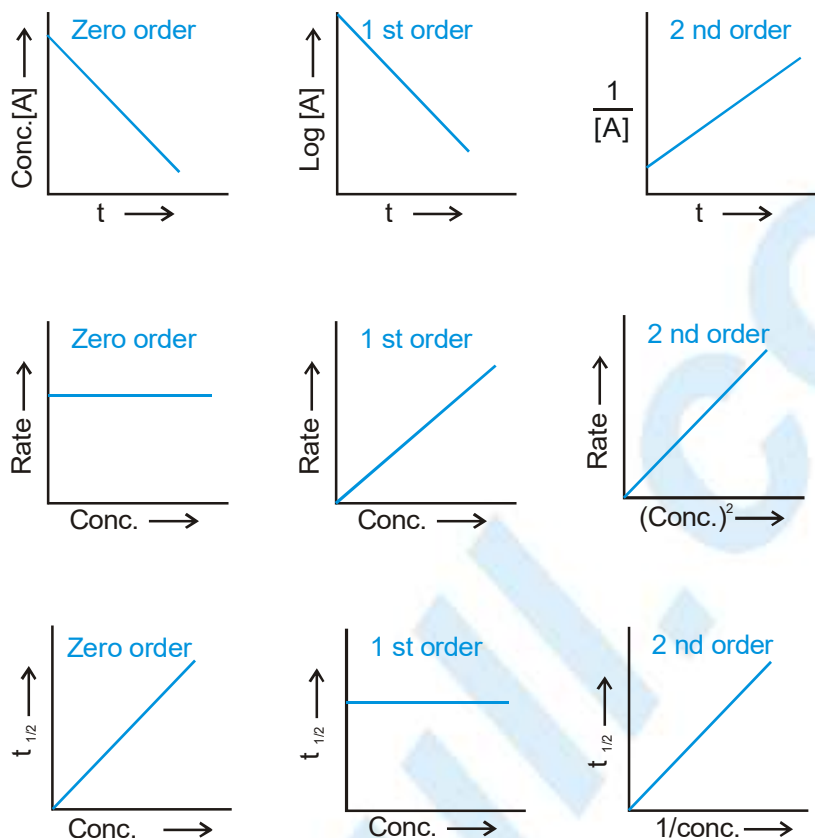 Zero order
Conc.[A]
t
1 st order
Log [A]
t
2 nd order
1
[A]
t
Zero order
Rate
Conc.
1 st order
Rate
Conc.
2 nd order
Rate
(Conc.)²
Zero order
t 1/2
Conc.
1 st order
t 1/2
Conc.
2 nd order
t 1/2
1/conc.